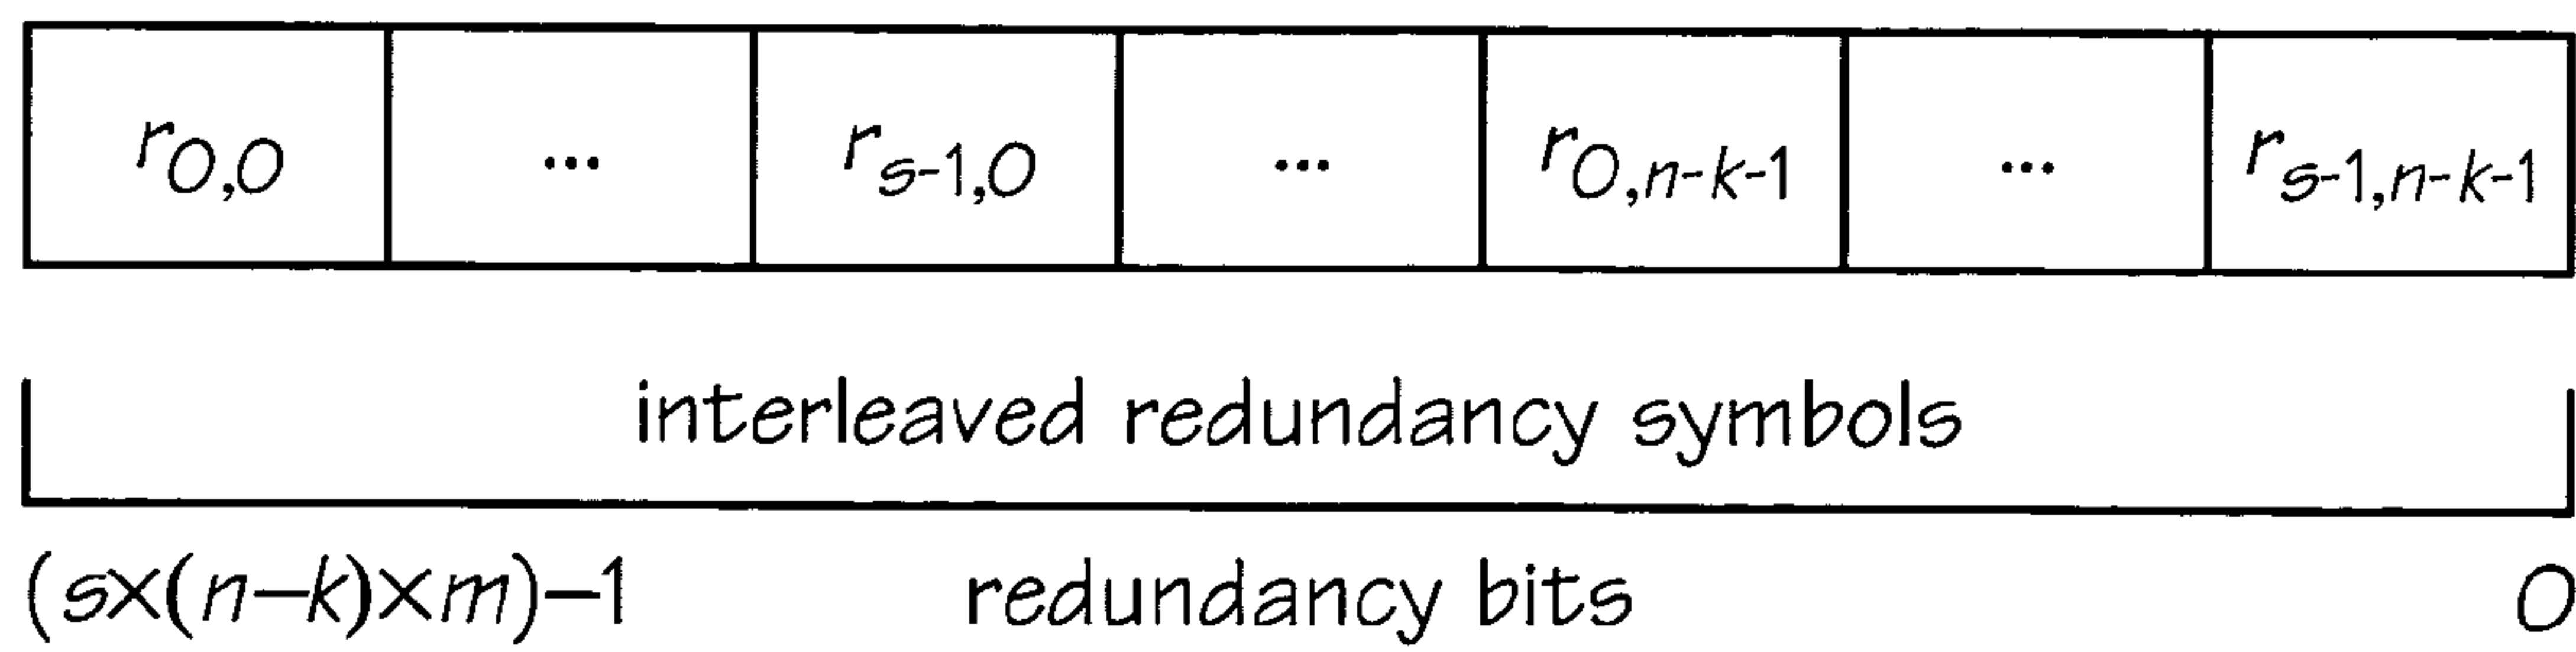 r0,0 ... rs-1,0 ... r0,n-k-1 ... rs-1,n-k-1
interleaved redundancy symbols
(s×(n−k)×m)−1 redundancy bits 0